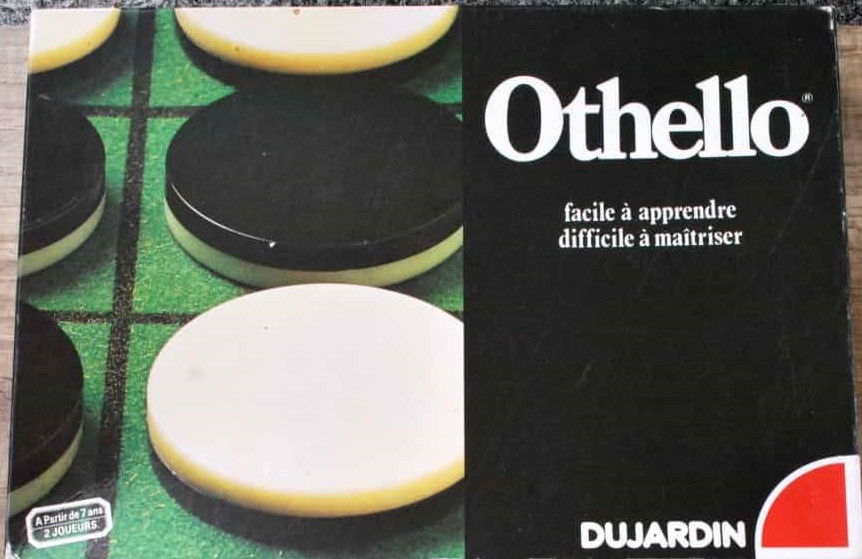 Othello®
facile à apprendre
difficile à maîtriser
A Partir de 7 ans
2 JOUEURS.
DUJARDIN